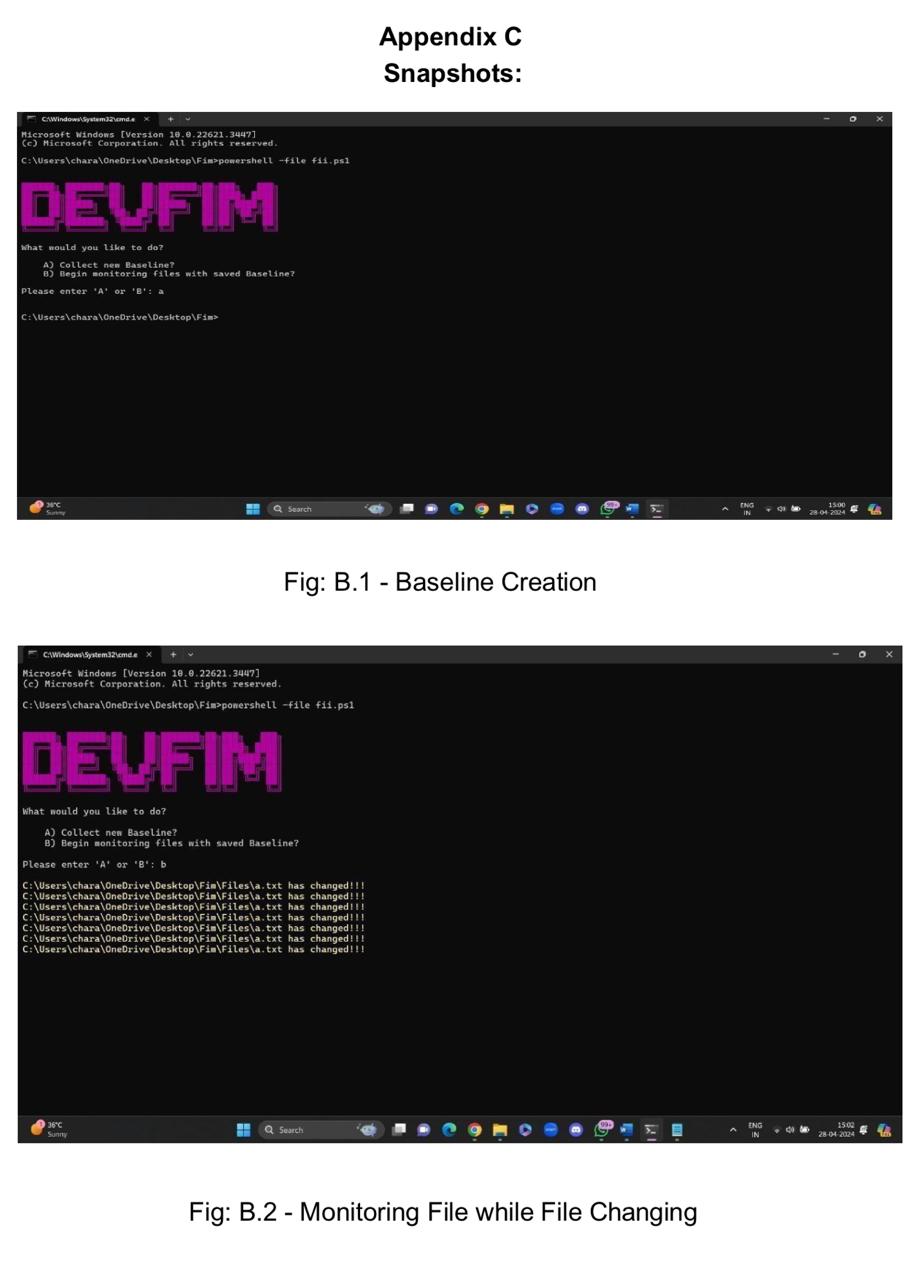 Appendix C
Snapshots:
C:\Windows\System32\cmd.e
Microsoft Windows [Version 10.0.22621.3447]
(c) Microsoft Corporation. All rights reserved.
C:\Users\chara\OneDrive\Desktop\Fim>powershell -file fii.ps1
DEVFIM
What would you like to do?
A) Collect new Baseline?
B) Begin monitoring files with saved Baseline?
Please enter 'A' or 'B': a
C:\Users\chara\OneDrive\Desktop\Fim>
36°C
Sunny
Search
99+
ENG
IN
15:00
28-04-2024
Fig: B.1 - Baseline Creation
C:\Windows\System32\cmd.e
Microsoft Windows [Version 10.0.22621.3447]
(c) Microsoft Corporation. All rights reserved.
C:\Users\chara\OneDrive\Desktop\Fim>powershell -file fii.ps1
DEVFIM
What would you like to do?
A) Collect new Baseline?
B) Begin monitoring files with saved Baseline?
Please enter 'A' or 'B': b
C:\Users\chara\OneDrive\Desktop\Fim\Files\a.txt has changed!!!
C:\Users\chara\OneDrive\Desktop\Fim\Files\a.txt has changed!!!
C:\Users\chara\OneDrive\Desktop\Fim\Files\a.txt has changed!!!
C:\Users\chara\OneDrive\Desktop\Fim\Files\a.txt has changed!!!
C:\Users\chara\OneDrive\Desktop\Fim\Files\a.txt has changed!!!
C:\Users\chara\OneDrive\Desktop\Fim\Files\a.txt has changed!!!
C:\Users\chara\OneDrive\Desktop\Fim\Files\a.txt has changed!!!
36°C
Sunny
Search
99+
ENG
IN
15:02
28-04-2024
Fig: B.2 - Monitoring File while File Changing